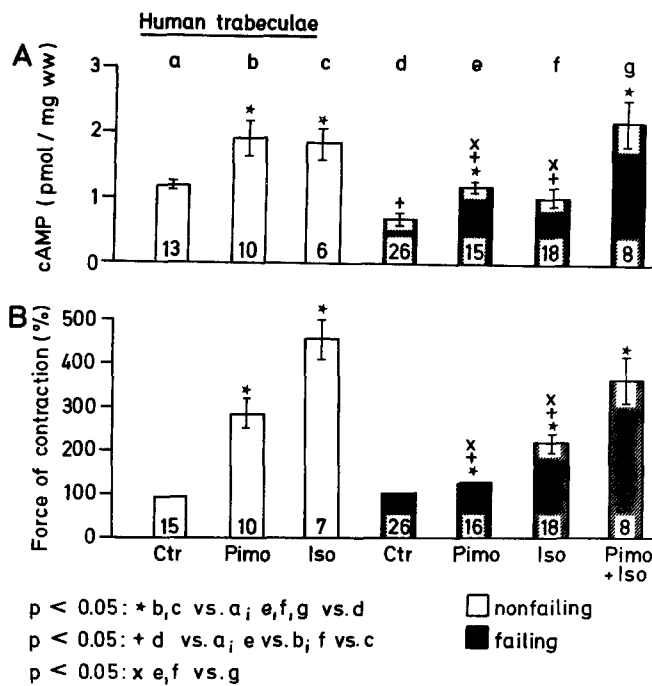 Human trabeculae
A
a b c d e f g
cAMP (pmol / mg ww)
3
2
1
0
* * + x + * x + *
13 10 6 26 15 18 8
B
Force of contraction (%)
500
400
300
200
100
0
* * x + * x + * *
15 10 7 26 16 18 8
Ctr Pimo Iso Ctr Pimo Iso Pimo + Iso
p < 0.05: * b,c vs. a; e,f,g vs. d
p < 0.05: + d vs. a; e vs. b; f vs. c
p < 0.05: x e,f vs. g
nonfailing
failing